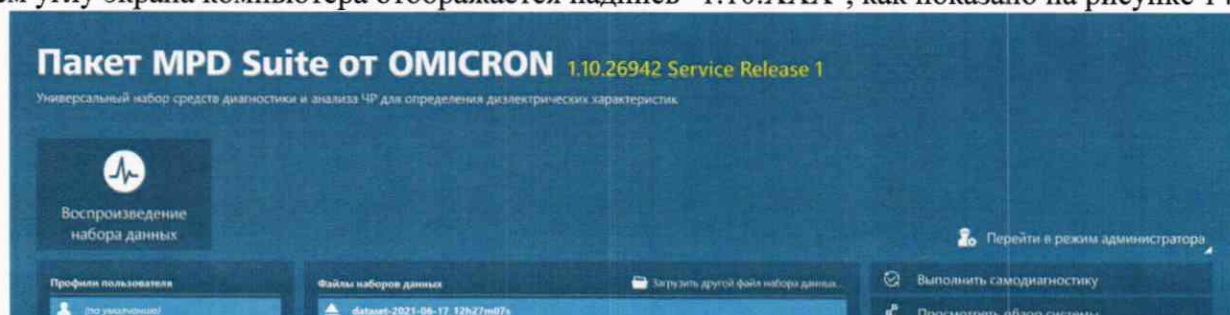 углу экрана компьютера отображается надпись "1.10.XXX", как показано на рисунке 1
Пакет MPD Suite от OMICRON 1.10.26942 Service Release 1
Универсальный набор средств диагностики и анализа ЧР для определения диэлектрических характеристик
Воспроизведение
набора данных
Перейти в режим администратора
Профили пользователя
Файлы наборов данных
Загрузить другой файл набора данных...
Выполнить самодиагностику
(по умолчанию)
dataset-2021-06-17_12h27m07s
Просмотреть обзор системы